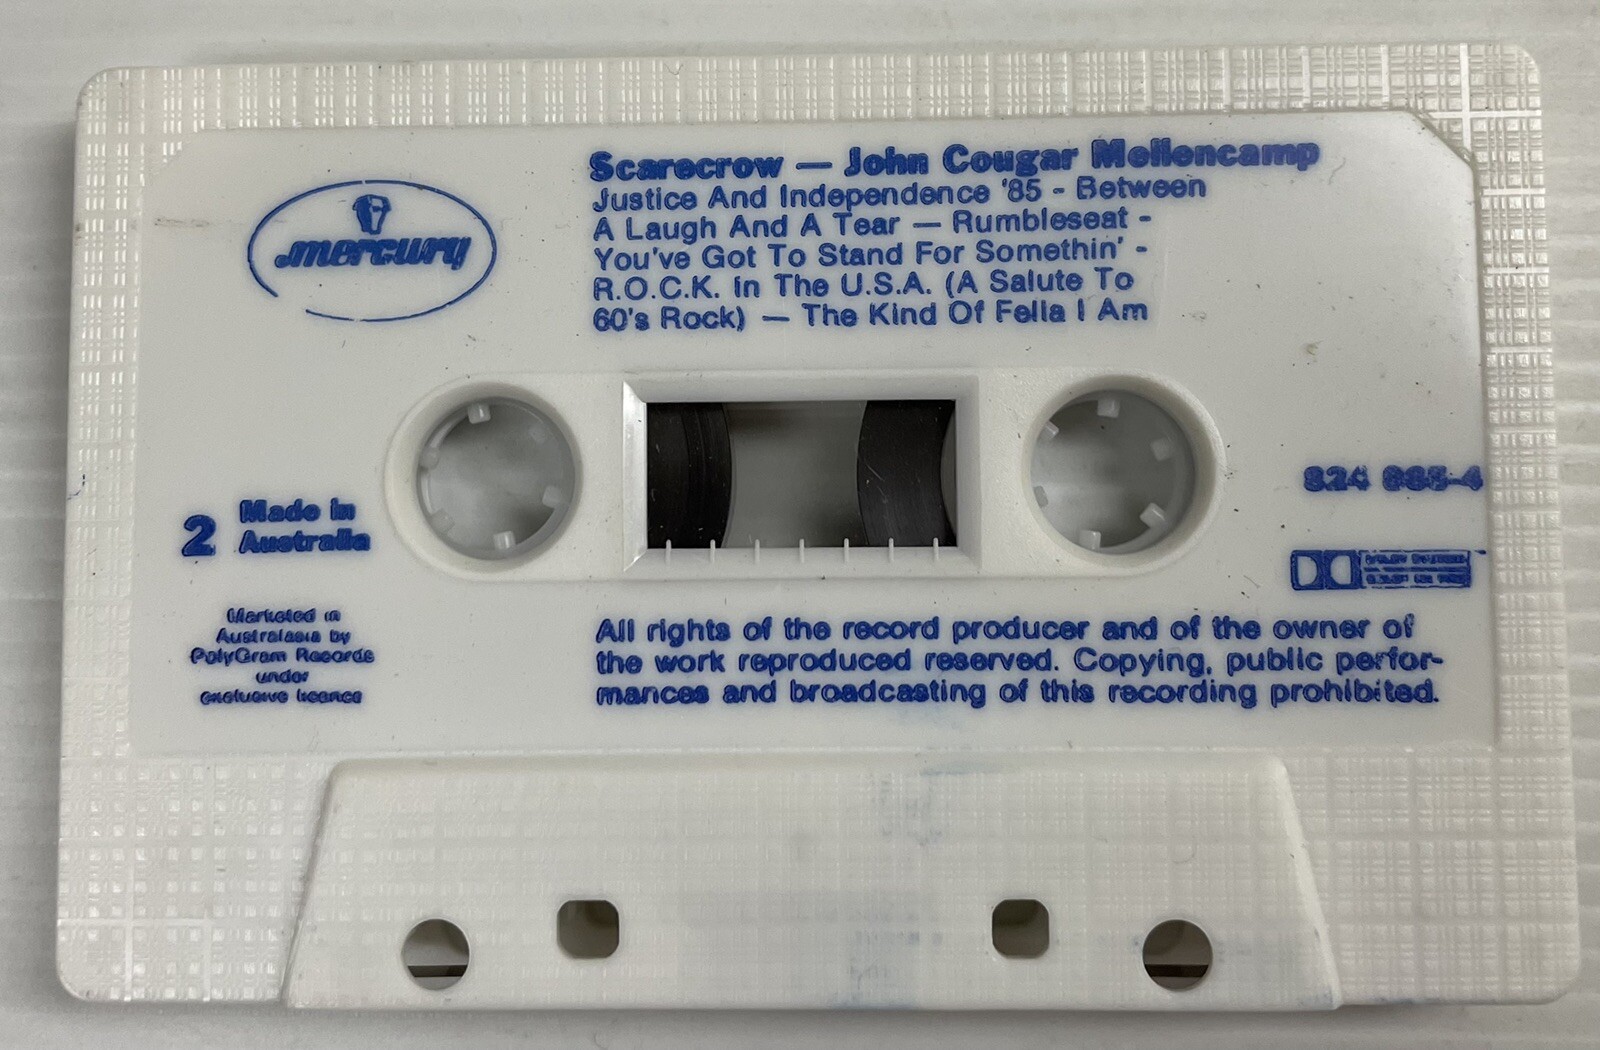 mercury
Scarecrow — John Cougar Mellencamp
Justice And Independence '85 - Between
A Laugh And A Tear — Rumbleseat -
You've Got To Stand For Somethin' -
R.O.C.K. In The U.S.A. (A Salute To
60's Rock) — The Kind Of Fella I Am
2
Made in
Australia
824 865-4
Marketed in
Australasia by
PolyGram Records
under
exclusive licence
All rights of the record producer and of the owner of
the work reproduced reserved. Copying, public perfor-
mances and broadcasting of this recording prohibited.